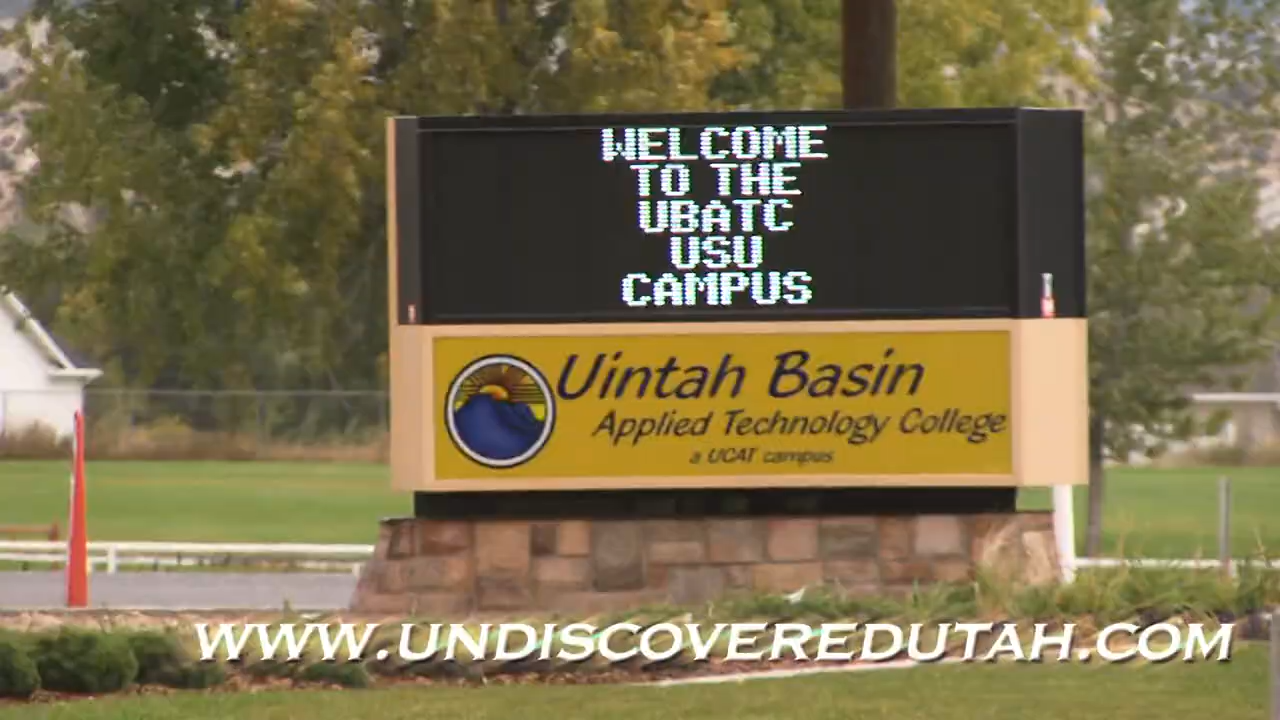 WELCOME
TO THE
UBATC
USU
CAMPUS
Uintah Basin
Applied Technology College
a UCAT campus
WWW.UNDISCOVEREDUTAH.COM